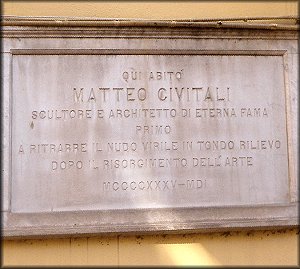 QUI ABITÒ
MATTEO CIVITALI
SCULTORE E ARCHITETTO DI ETERNA FAMA
PRIMO
A RITRARRE IL NUDO VIRILE IN TONDO RILIEVO
DOPO IL RISORGIMENTO DELL'ARTE
MCCCCXXXV—MDI